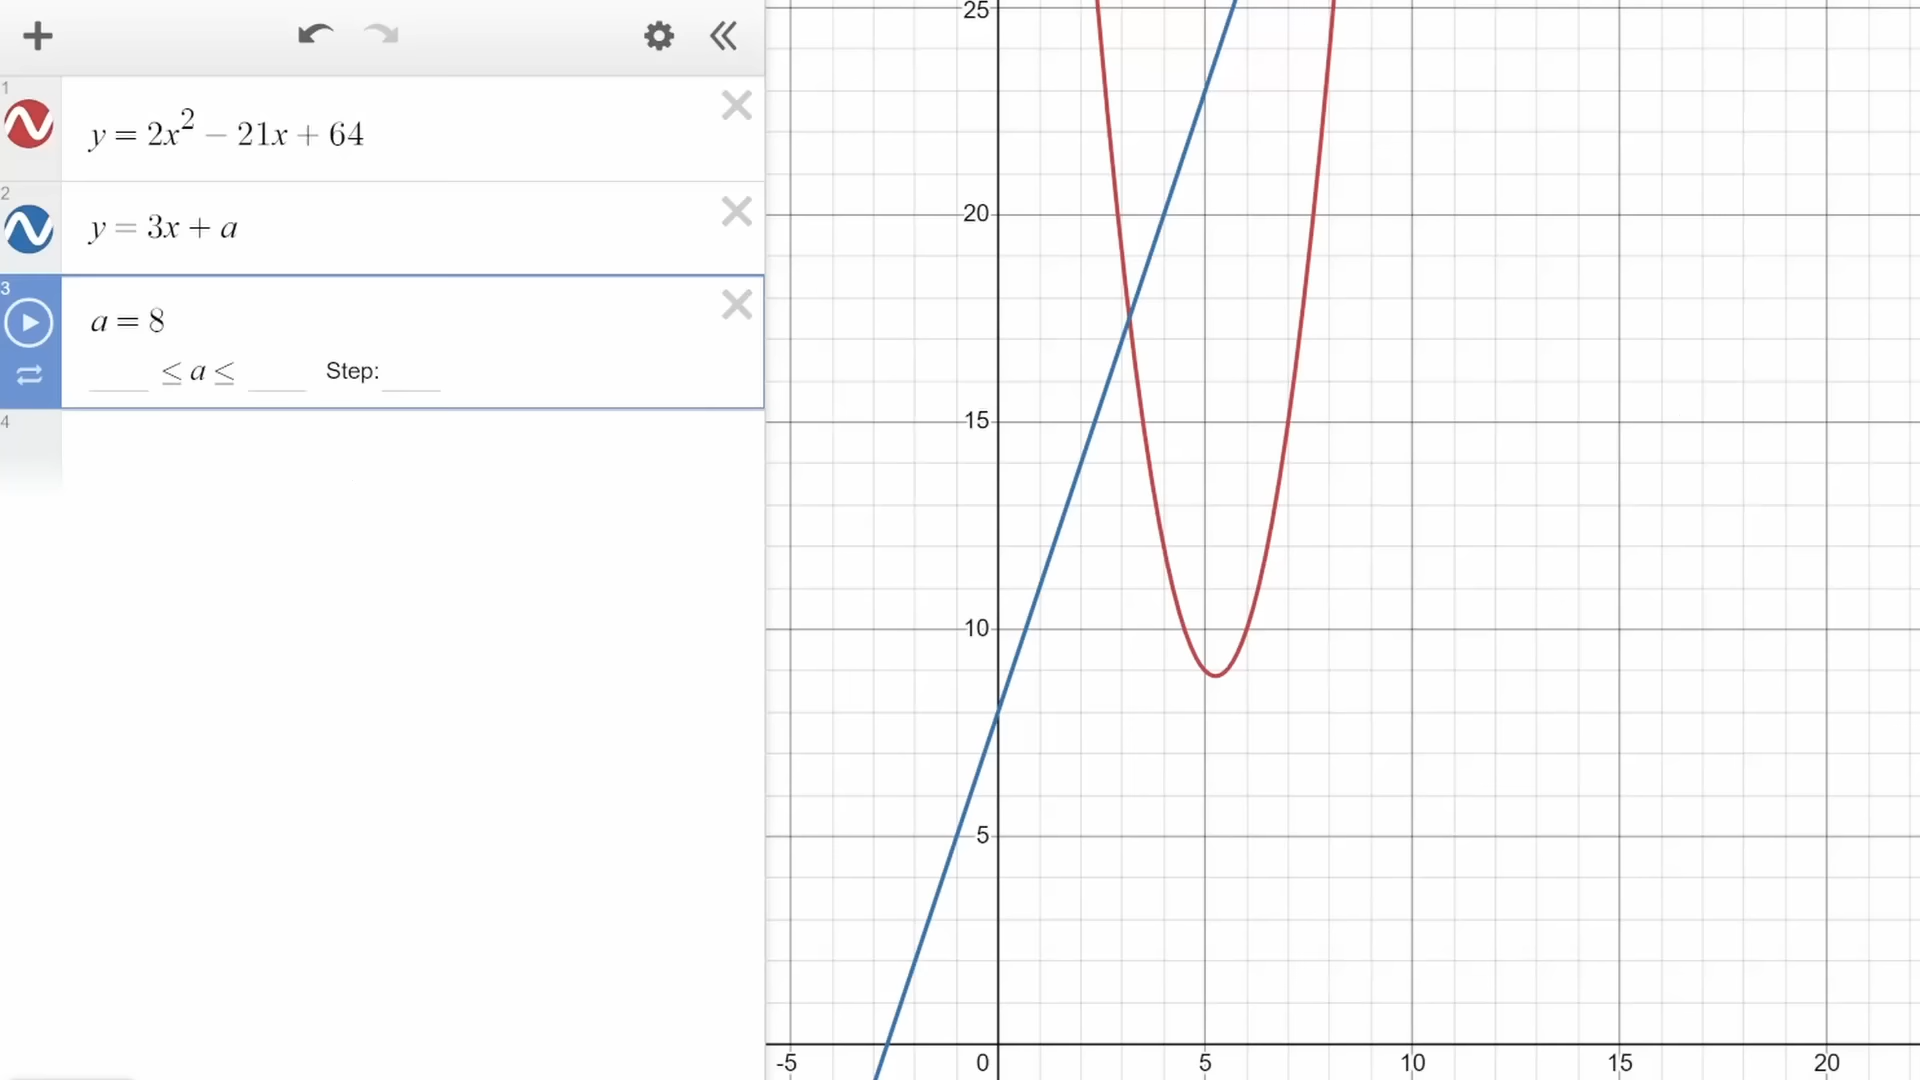 1
y = 2x² − 21x + 64
2
y = 3x + a
3
a = 8
≤ a ≤ Step:
4
25
20
15
10
5
-5 0 5 10 15 20